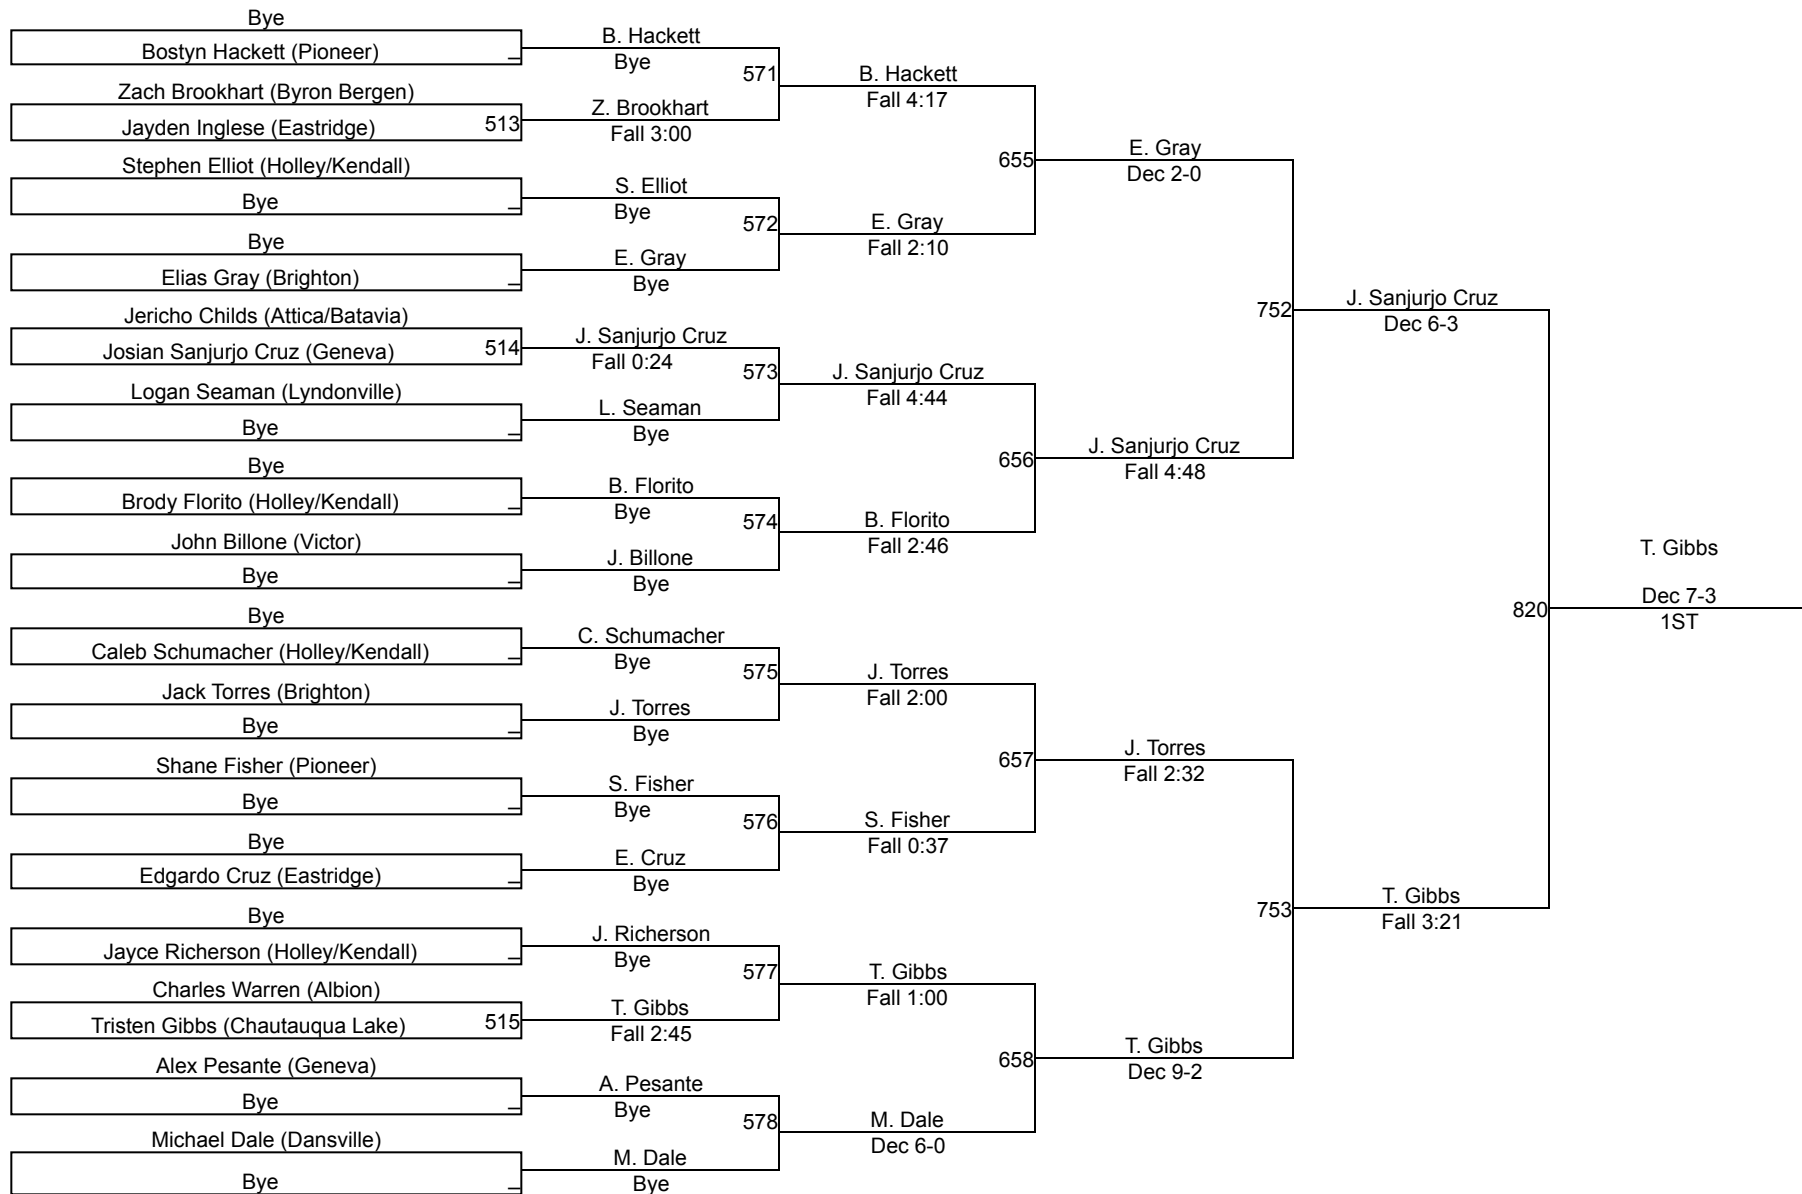 Bye
Bostyn Hackett (Pioneer) _
Zach Brookhart (Byron Bergen)
Jayden Inglese (Eastridge) 513
Stephen Elliot (Holley/Kendall)
Bye _
Bye
Elias Gray (Brighton) _
Jericho Childs (Attica/Batavia)
Josian Sanjurjo Cruz (Geneva) 514
Logan Seaman (Lyndonville)
Bye _
Bye
Brody Florito (Holley/Kendall) _
John Billone (Victor)
Bye _
Bye
Caleb Schumacher (Holley/Kendall) _
Jack Torres (Brighton)
Bye _
Shane Fisher (Pioneer)
Bye _
Bye
Edgardo Cruz (Eastridge) _
Bye
Jayce Richerson (Holley/Kendall) _
Charles Warren (Albion)
Tristen Gibbs (Chautauqua Lake) 515
Alex Pesante (Geneva)
Bye _
Michael Dale (Dansville)
Bye _
B. Hackett
Bye
571
Z. Brookhart
Fall 3:00
S. Elliot
Bye
572
E. Gray
Bye
J. Sanjurjo Cruz
Fall 0:24
573
L. Seaman
Bye
B. Florito
Bye
574
J. Billone
Bye
C. Schumacher
Bye
575
J. Torres
Bye
S. Fisher
Bye
576
E. Cruz
Bye
J. Richerson
Bye
577
T. Gibbs
Fall 2:45
A. Pesante
Bye
578
M. Dale
Bye
B. Hackett
Fall 4:17
655
E. Gray
Fall 2:10
J. Sanjurjo Cruz
Fall 4:44
656
B. Florito
Fall 2:46
J. Torres
Fall 2:00
657
S. Fisher
Fall 0:37
T. Gibbs
Fall 1:00
658
M. Dale
Dec 6-0
E. Gray
Dec 2-0
752
J. Sanjurjo Cruz
Fall 4:48
J. Torres
Fall 2:32
753
T. Gibbs
Dec 9-2
J. Sanjurjo Cruz
Dec 6-3
820
T. Gibbs
Fall 3:21
T. Gibbs
Dec 7-3
1ST